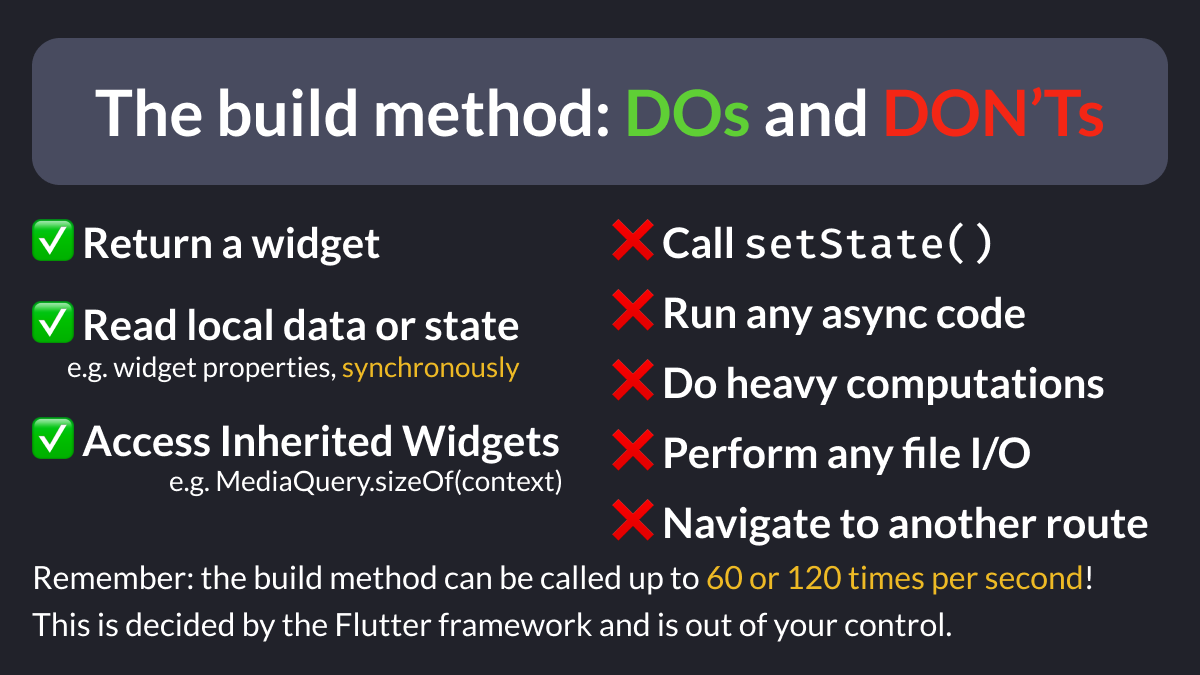 The build method: DOs and DON’Ts
✅ Return a widget
✅ Read local data or state
e.g. widget properties, synchronously
✅ Access Inherited Widgets
e.g. MediaQuery.sizeOf(context)
❌ Call setState()
❌ Run any async code
❌ Do heavy computations
❌ Perform any file I/O
❌ Navigate to another route
Remember: the build method can be called up to 60 or 120 times per second!
This is decided by the Flutter framework and is out of your control.